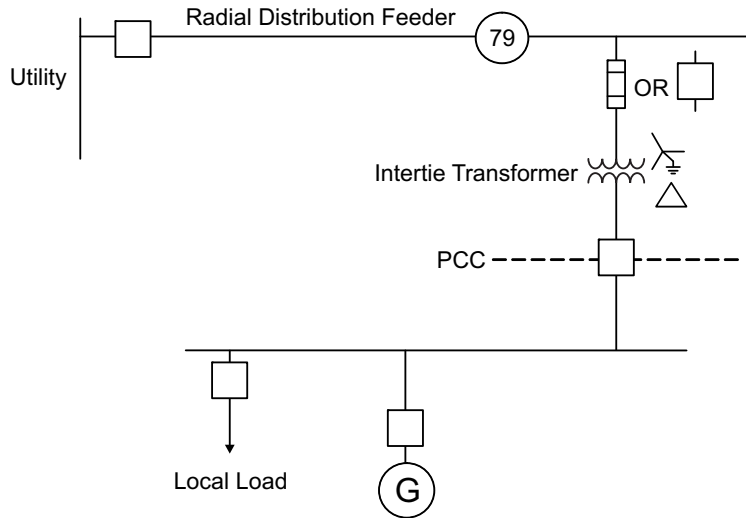 Radial Distribution Feeder
79
Utility
OR
Intertie Transformer
PCC
Local Load
G